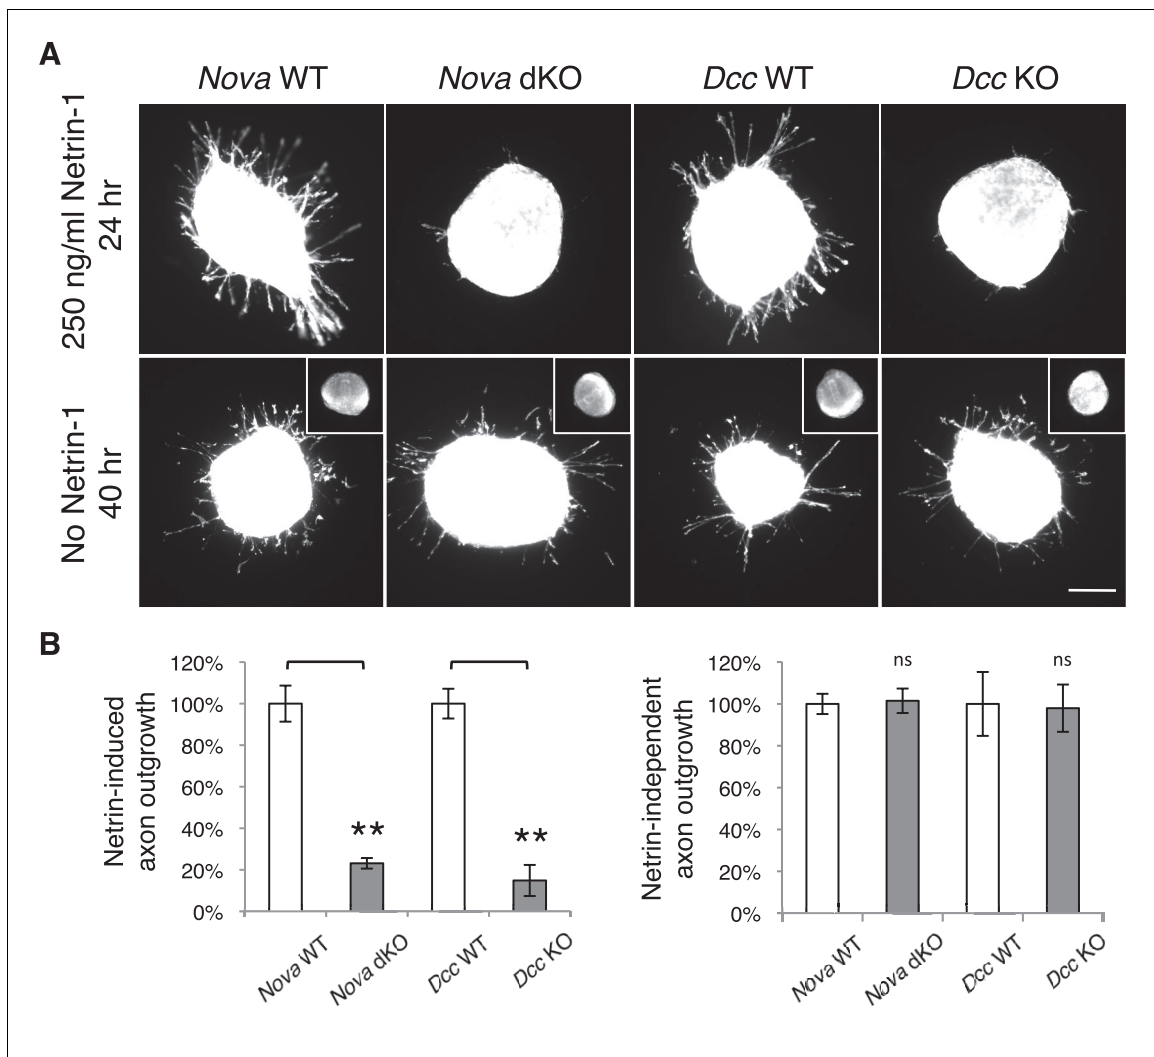 A
Nova WT
Nova dKO
Dcc WT
Dcc KO
250 ng/ml Netrin-1
24 hr
No Netrin-1
40 hr
B
Netrin-induced
axon outgrowth
120%
100%
80%
60%
40%
20%
0%
**
**
Nova WT
Nova dKO
Dcc WT
Dcc KO
Netrin-independent
axon outgrowth
120%
100%
80%
60%
40%
20%
0%
ns
ns
Nova WT
Nova dKO
Dcc WT
Dcc KO